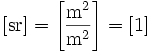 [sr] = [m²/m²] = [1]